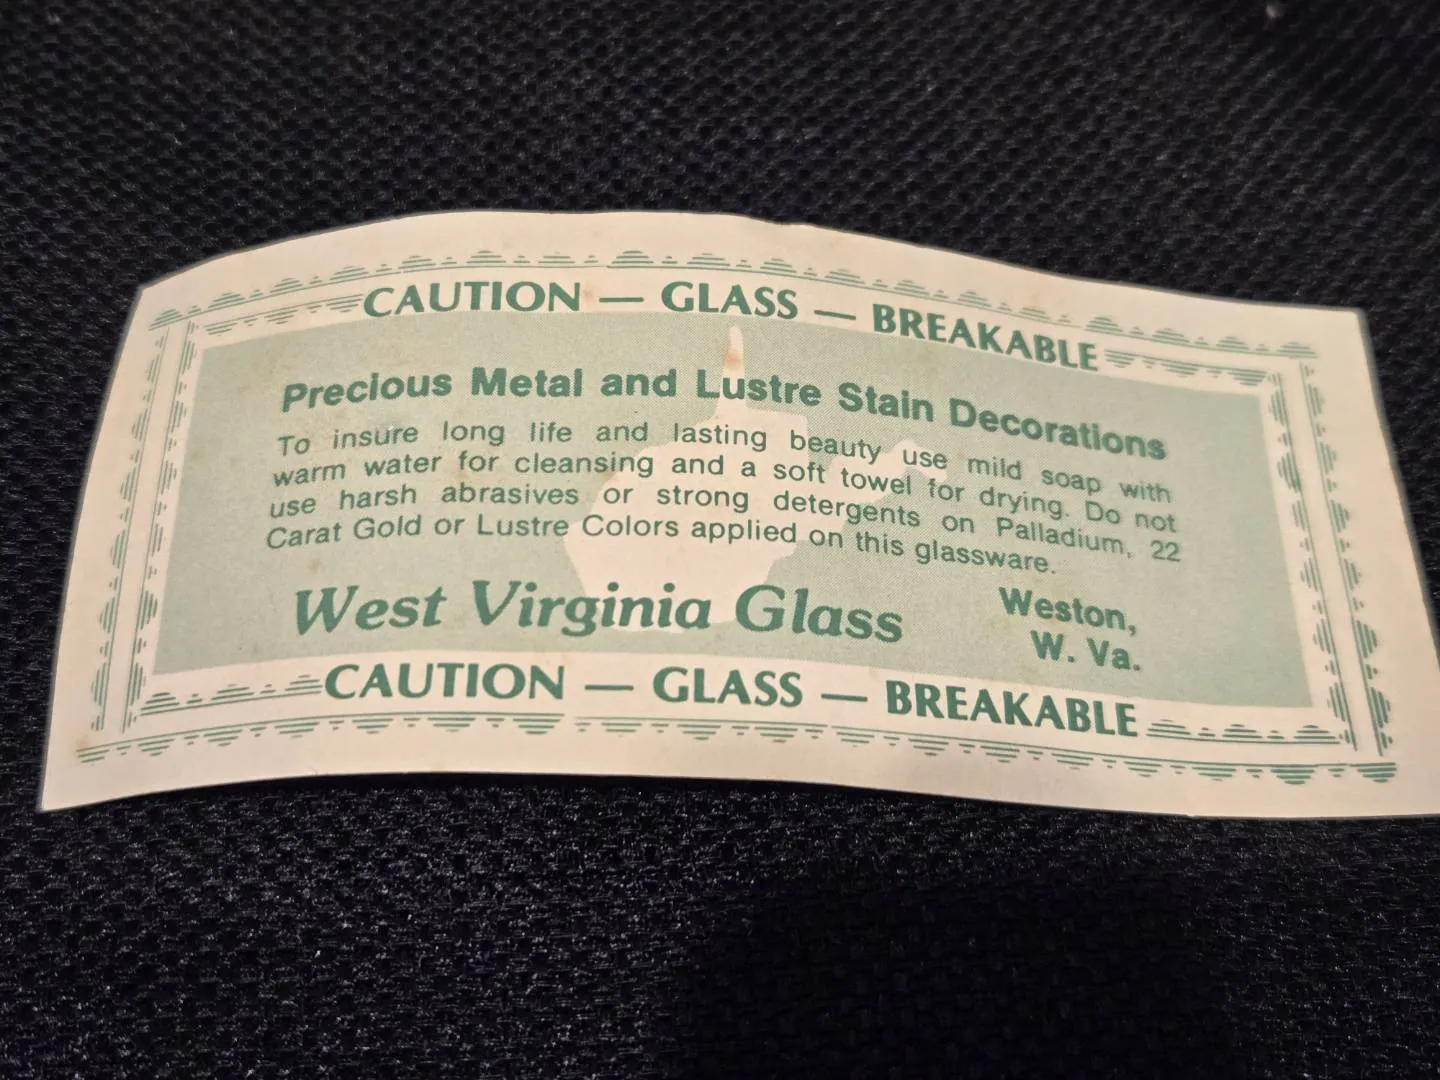 CAUTION — GLASS — BREAKABLE
Precious Metal and Lustre Stain Decorations
To insure long life and lasting beauty use mild soap with
warm water for cleansing and a soft towel for drying. Do not
use harsh abrasives or strong detergents on Palladium, 22
Carat Gold or Lustre Colors applied on this glassware.
West Virginia Glass
Weston,
W. Va.
CAUTION — GLASS — BREAKABLE